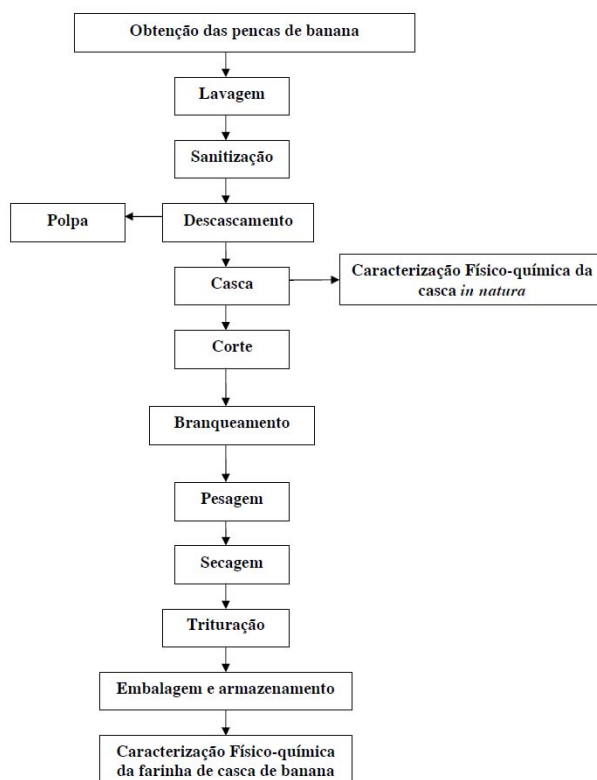 Obtenção das pencas de banana
Lavagem
Sanitização
Polpa
Descascamento
Casca
Caracterização Físico-química da
casca in natura
Corte
Branqueamento
Pesagem
Secagem
Trituração
Embalagem e armazenamento
Caracterização Físico-química
da farinha de casca de banana